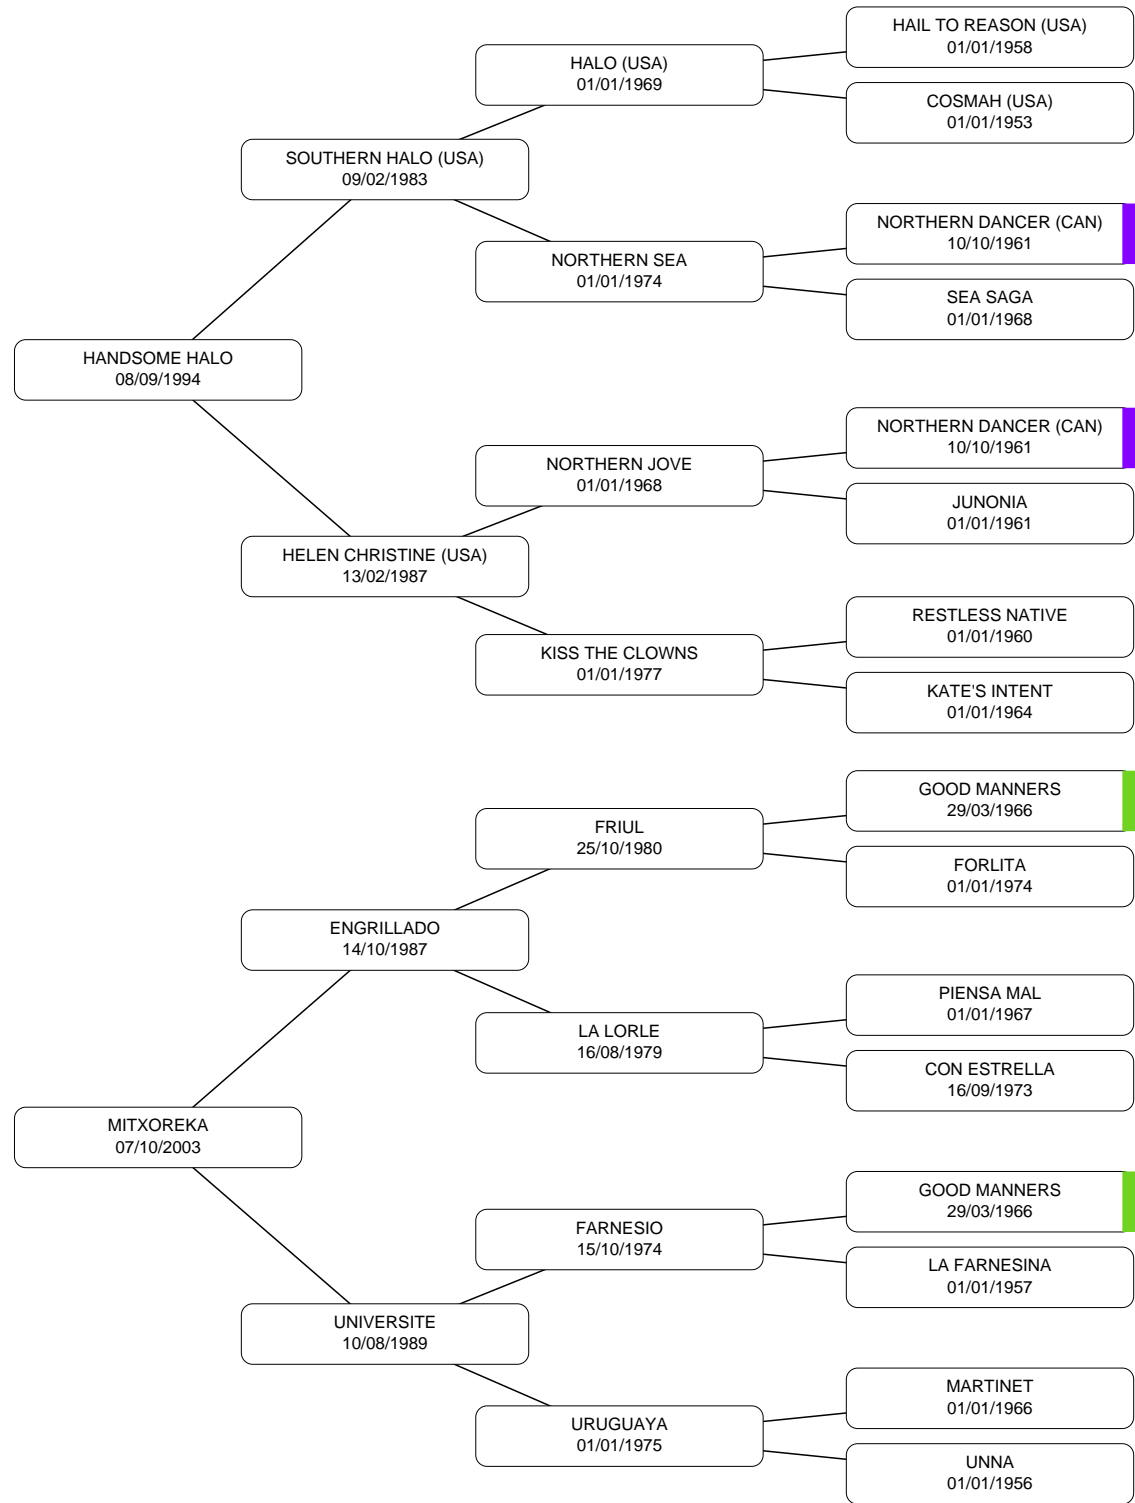 HAIL TO REASON (USA)
01/01/1958
HALO (USA)
01/01/1969
COSMAH (USA)
01/01/1953
SOUTHERN HALO (USA)
09/02/1983
NORTHERN DANCER (CAN)
10/10/1961
NORTHERN SEA
01/01/1974
SEA SAGA
01/01/1968
HANDSOME HALO
08/09/1994
NORTHERN DANCER (CAN)
10/10/1961
NORTHERN JOVE
01/01/1968
JUNONIA
01/01/1961
HELEN CHRISTINE (USA)
13/02/1987
RESTLESS NATIVE
01/01/1960
KISS THE CLOWNS
01/01/1977
KATE'S INTENT
01/01/1964
GOOD MANNERS
29/03/1966
FRIUL
25/10/1980
FORLITA
01/01/1974
ENGRILLADO
14/10/1987
PIENSA MAL
01/01/1967
LA LORLE
16/08/1979
CON ESTRELLA
16/09/1973
MITXOREKA
07/10/2003
GOOD MANNERS
29/03/1966
FARNESIO
15/10/1974
LA FARNESINA
01/01/1957
UNIVERSITE
10/08/1989
MARTINET
01/01/1966
URUGUAYA
01/01/1975
UNNA
01/01/1956